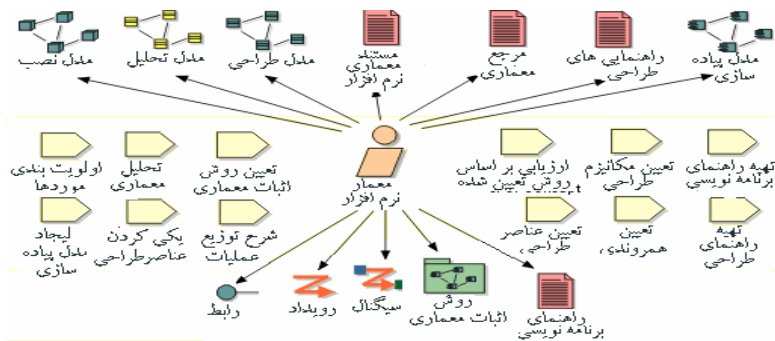 مدل پیاده
سازی
راهنمایی های
طراحی
مرجع
معماری
مستند
معماری
نرم افزار
مدل طراحی
مدل تحلیل
مدل نصب
معمار
نرم افزار
تهیه راهنمای
برنامه نویسی
تعیین مکانیزم
طراحی
ارزیابی بر اساس
روش تعیین شده
تعیین روش
اثبات معماری
تحلیل
معماری
اولویت بندی
موردها
تهیه
راهنمای
طراحی
تعیین
همروندی
تعیین عناصر
طراحی
شرح توزیع
عملیات
یکی کردن
عناصرطراحی
ایجاد
مدل پیاده
سازی
راهنمای
برنامه نویسی
روش
اثبات معماری
سیگنال
رویداد
رابط